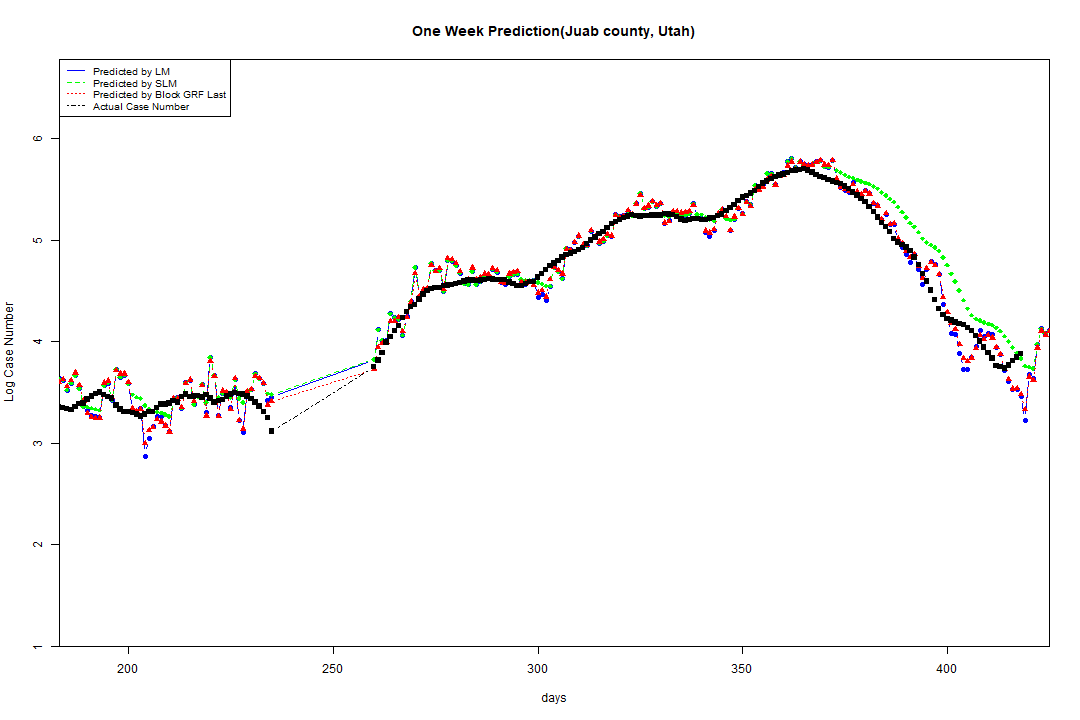 One Week Prediction(Juab county, Utah)
Predicted by LM
Predicted by SLM
Predicted by Block GRF Last
Actual Case Number
6
5
4
3
2
1
Log Case Number
200
250
300
350
400
days